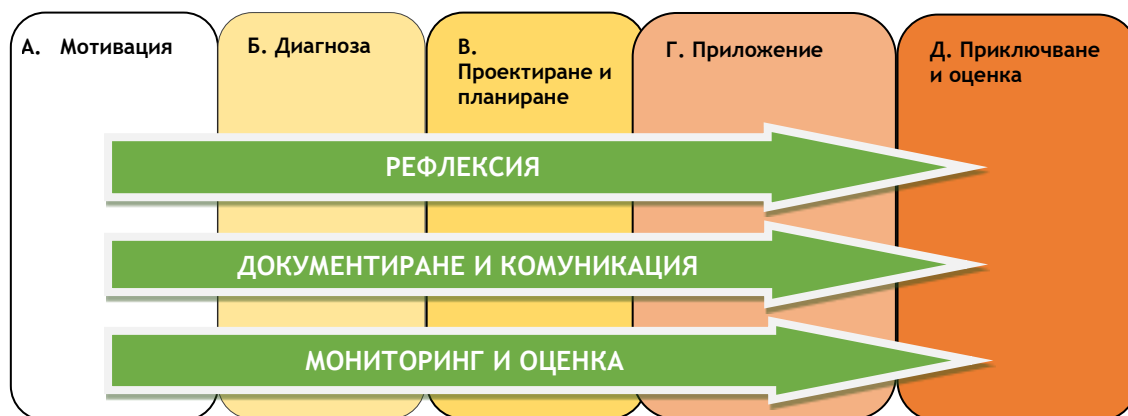 А. Мотивация
Б. Диагноза
В.
Проектиране и
планиране
Г. Приложение
Д. Приключване
и оценка
РЕФЛЕКСИЯ
ДОКУМЕНТИРАНЕ И КОМУНИКАЦИЯ
МОНИТОРИНГ И ОЦЕНКА